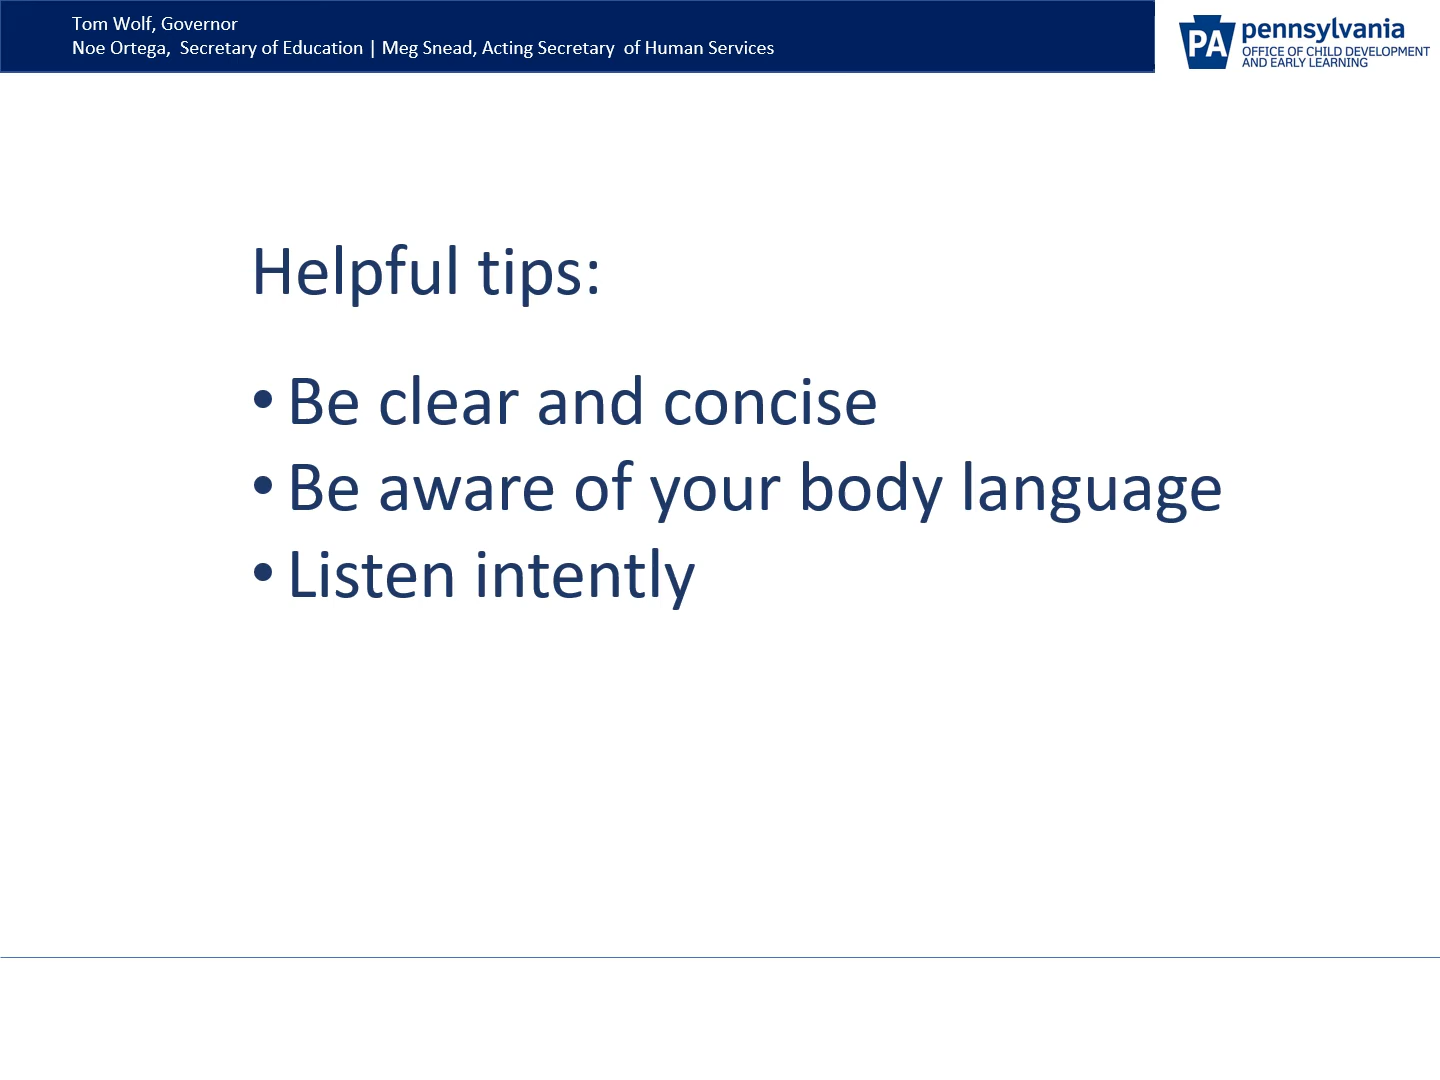 Tom Wolf, Governor
Noe Ortega,  Secretary of Education | Meg Snead, Acting Secretary  of Human Services
PA
pennsylvania
OFFICE OF CHILD DEVELOPMENT
AND EARLY LEARNING
Helpful tips:
• Be clear and concise
• Be aware of your body language
• Listen intently